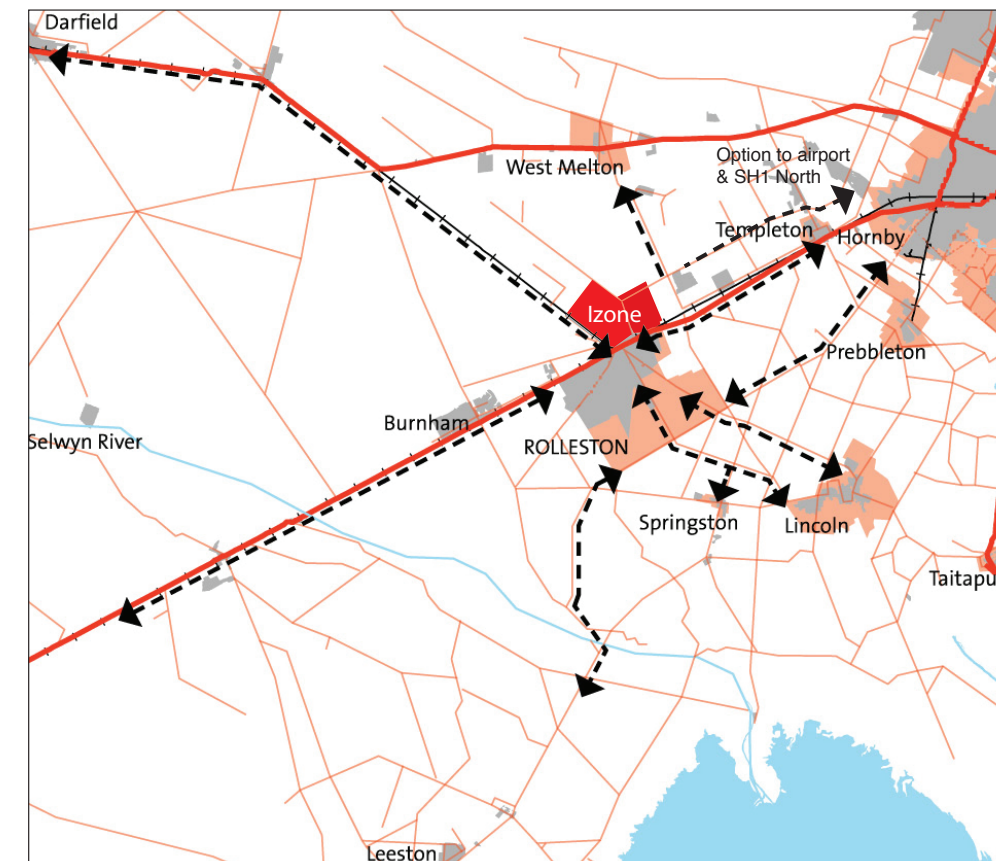 Darfield
Option to airport
& SH1 North
West Melton
Templeton
Hornby
Izone
Prebbleton
Burnham
Selwyn River
ROLLESTON
Springston
Lincoln
Taitapu
Leeston